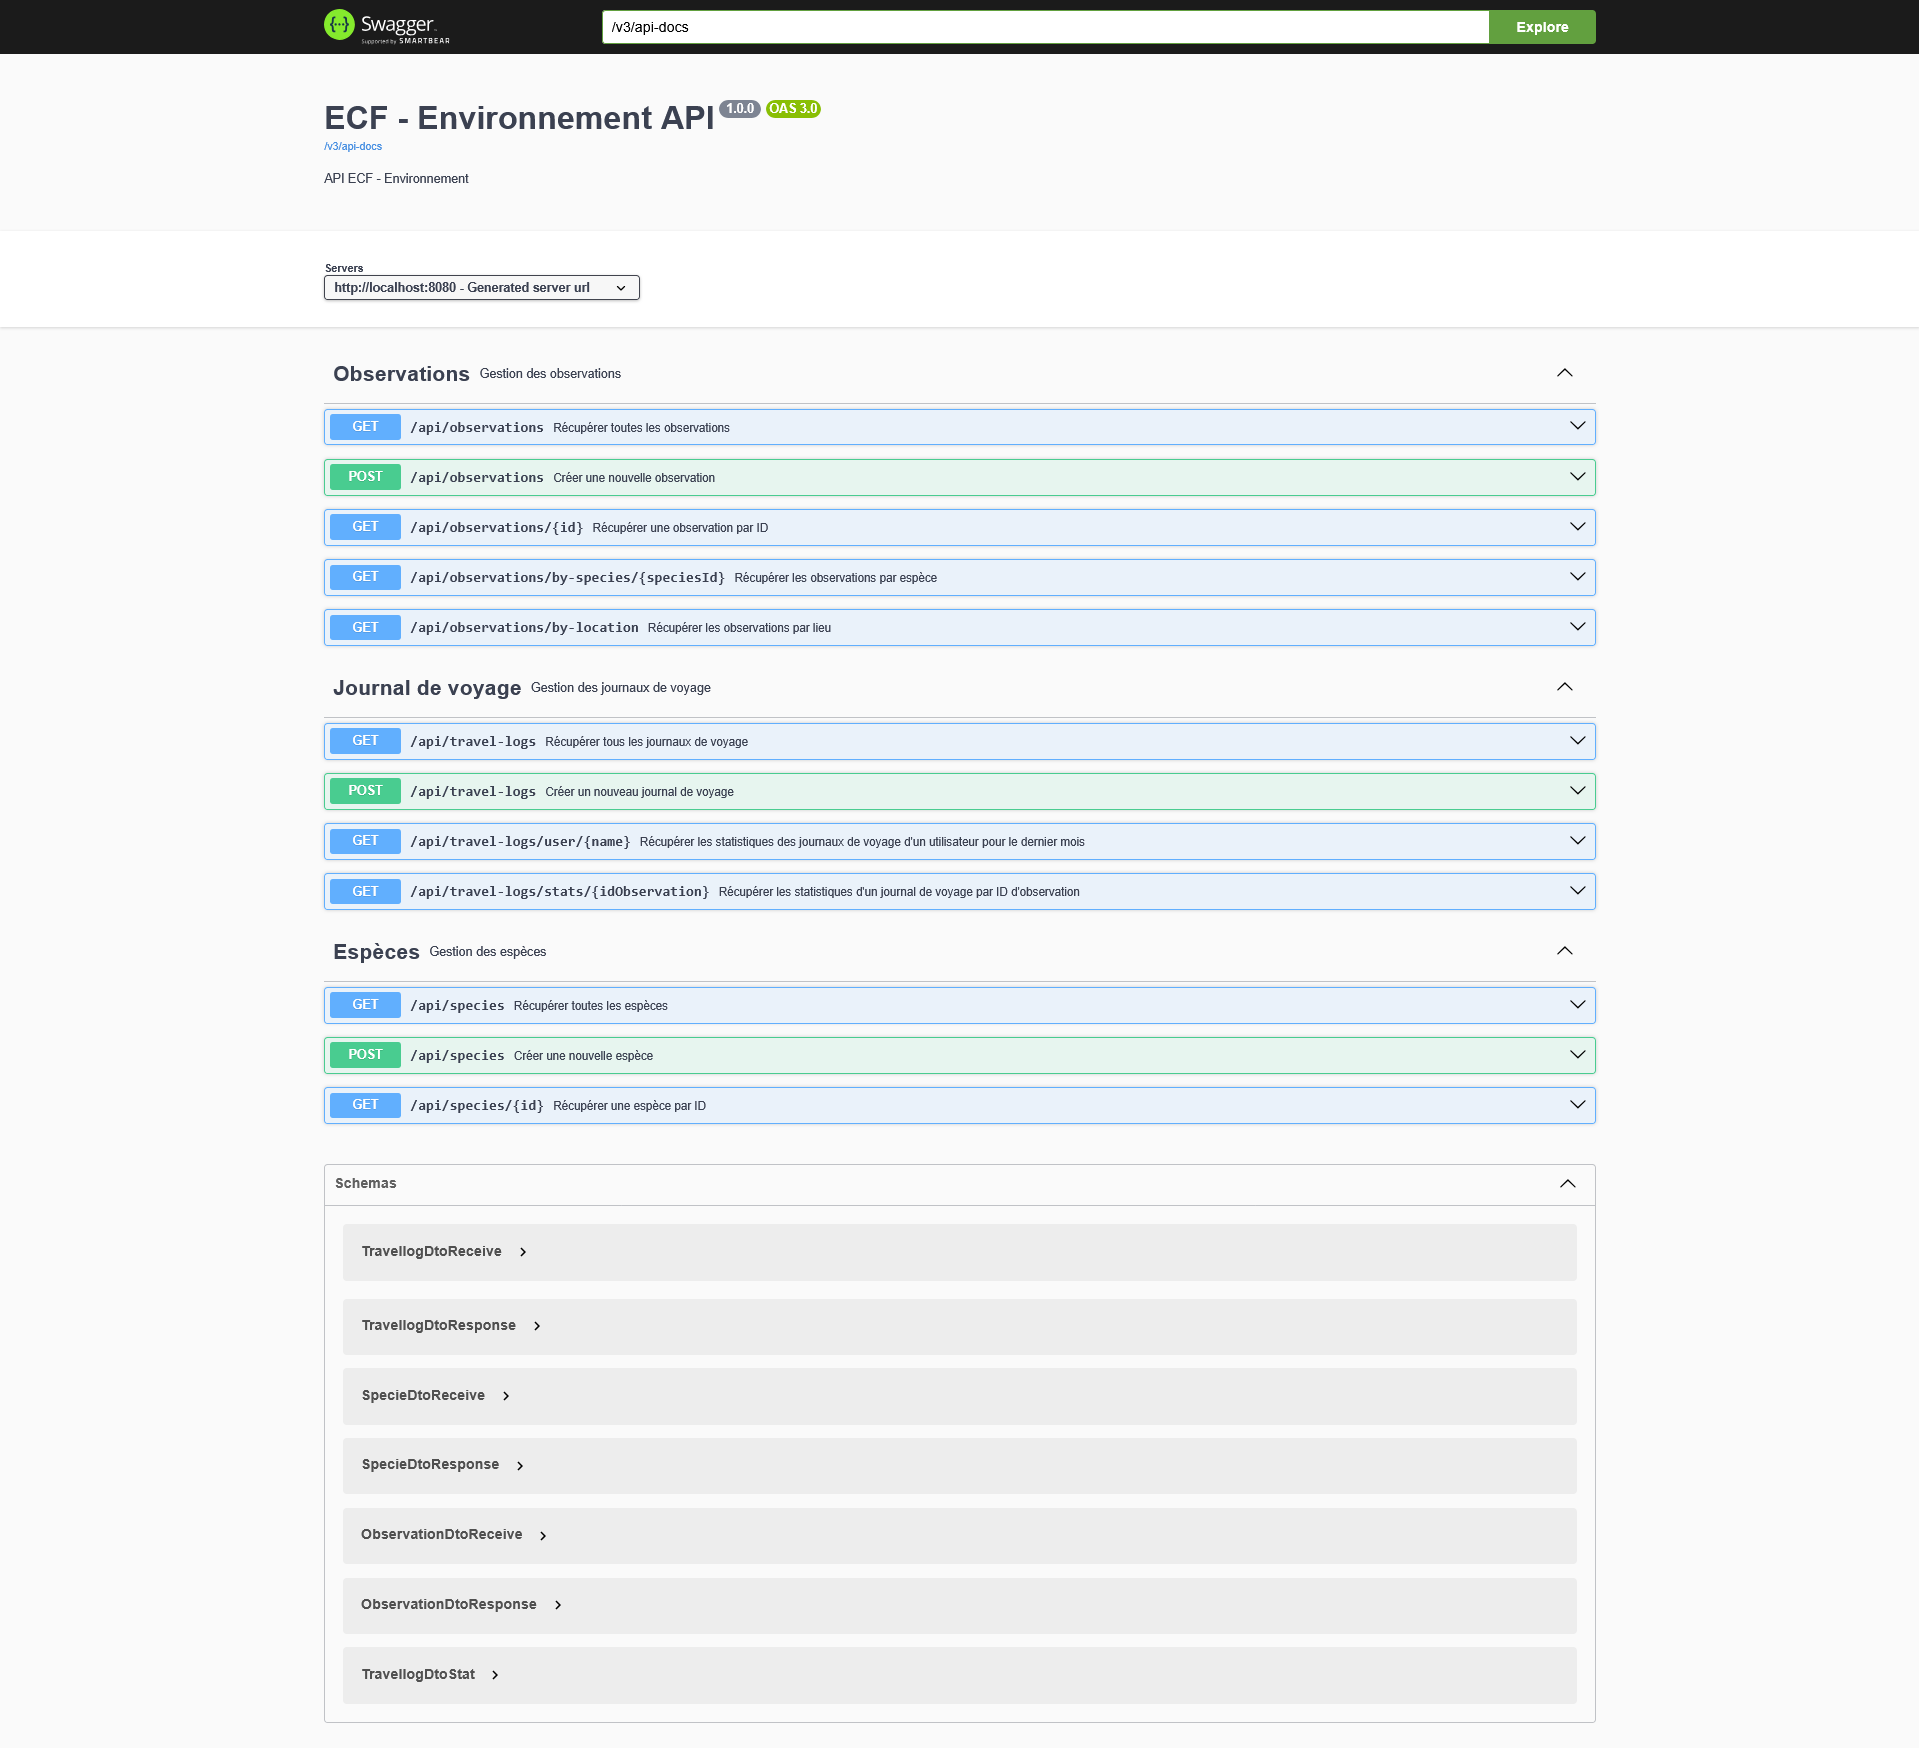 Swagger
Supported by SMARTBEAR
/v3/api-docs
Explore
ECF - Environnement API 1.0.0 OAS 3.0
/v3/api-docs
API ECF - Environnement
Servers
http://localhost:8080 - Generated server url
Observations Gestion des observations
GET /api/observations Récupérer toutes les observations
POST /api/observations Créer une nouvelle observation
GET /api/observations/{id} Récupérer une observation par ID
GET /api/observations/by-species/{speciesId} Récupérer les observations par espèce
GET /api/observations/by-location Récupérer les observations par lieu
Journal de voyage Gestion des journaux de voyage
GET /api/travel-logs Récupérer tous les journaux de voyage
POST /api/travel-logs Créer un nouveau journal de voyage
GET /api/travel-logs/user/{name} Récupérer les statistiques des journaux de voyage d'un utilisateur pour le dernier mois
GET /api/travel-logs/stats/{idObservation} Récupérer les statistiques d'un journal de voyage par ID d'observation
Espèces Gestion des espèces
GET /api/species Récupérer toutes les espèces
POST /api/species Créer une nouvelle espèce
GET /api/species/{id} Récupérer une espèce par ID
Schemas
TravellogDtoReceive
TravellogDtoResponse
SpecieDtoReceive
SpecieDtoResponse
ObservationDtoReceive
ObservationDtoResponse
TravellogDtoStat